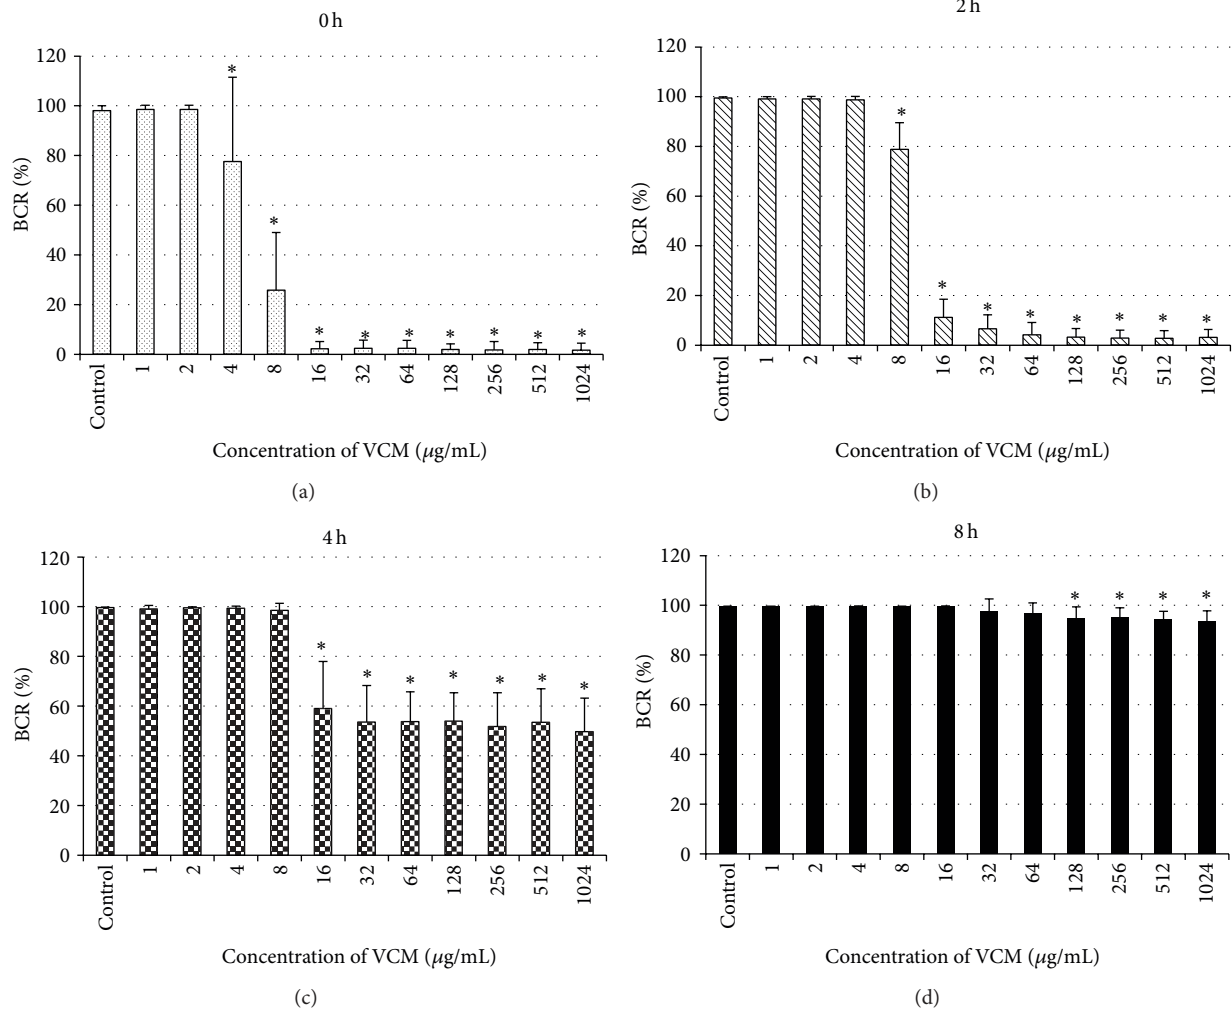 0 h
120
100
80
60
40
20
0
BCR (%)
* * * * * * * * *
Control 1 2 4 8 16 32 64 128 256 512 1024
Concentration of VCM (μg/mL)
(a)
2 h
120
100
80
60
40
20
0
BCR (%)
* * * * * * * *
Control 1 2 4 8 16 32 64 128 256 512 1024
Concentration of VCM (μg/mL)
(b)
4 h
120
100
80
60
40
20
0
BCR (%)
* * * * * * *
Control 1 2 4 8 16 32 64 128 256 512 1024
Concentration of VCM (μg/mL)
(c)
8 h
120
100
80
60
40
20
0
BCR (%)
* * * *
Control 1 2 4 8 16 32 64 128 256 512 1024
Concentration of VCM (μg/mL)
(d)